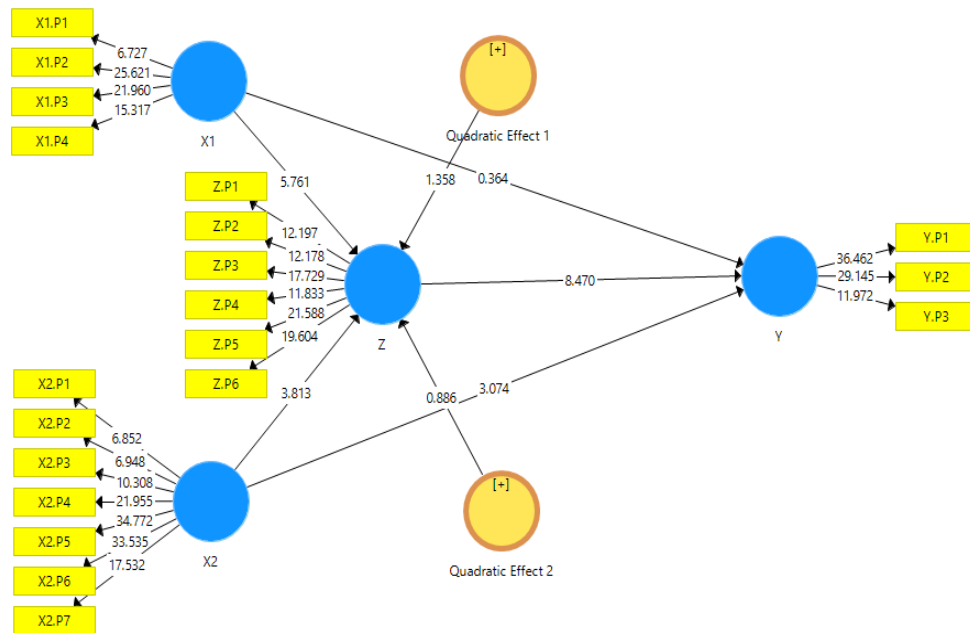 X1.P1
X1.P2
X1.P3
X1.P4
6.727
25.621
21.960
15.317
X1
[+]
Quadratic Effect 1
5.761
1.358
0.364
Z.P1
Z.P2
Z.P3
Z.P4
Z.P5
Z.P6
12.197
12.178
17.729
11.833
21.588
19.604
Z
8.470
Y
36.462
29.145
11.972
Y.P1
Y.P2
Y.P3
3.813
0.886
3.074
X2.P1
X2.P2
X2.P3
X2.P4
X2.P5
X2.P6
X2.P7
6.852
6.948
10.308
21.955
34.772
33.535
17.532
X2
[+]
Quadratic Effect 2